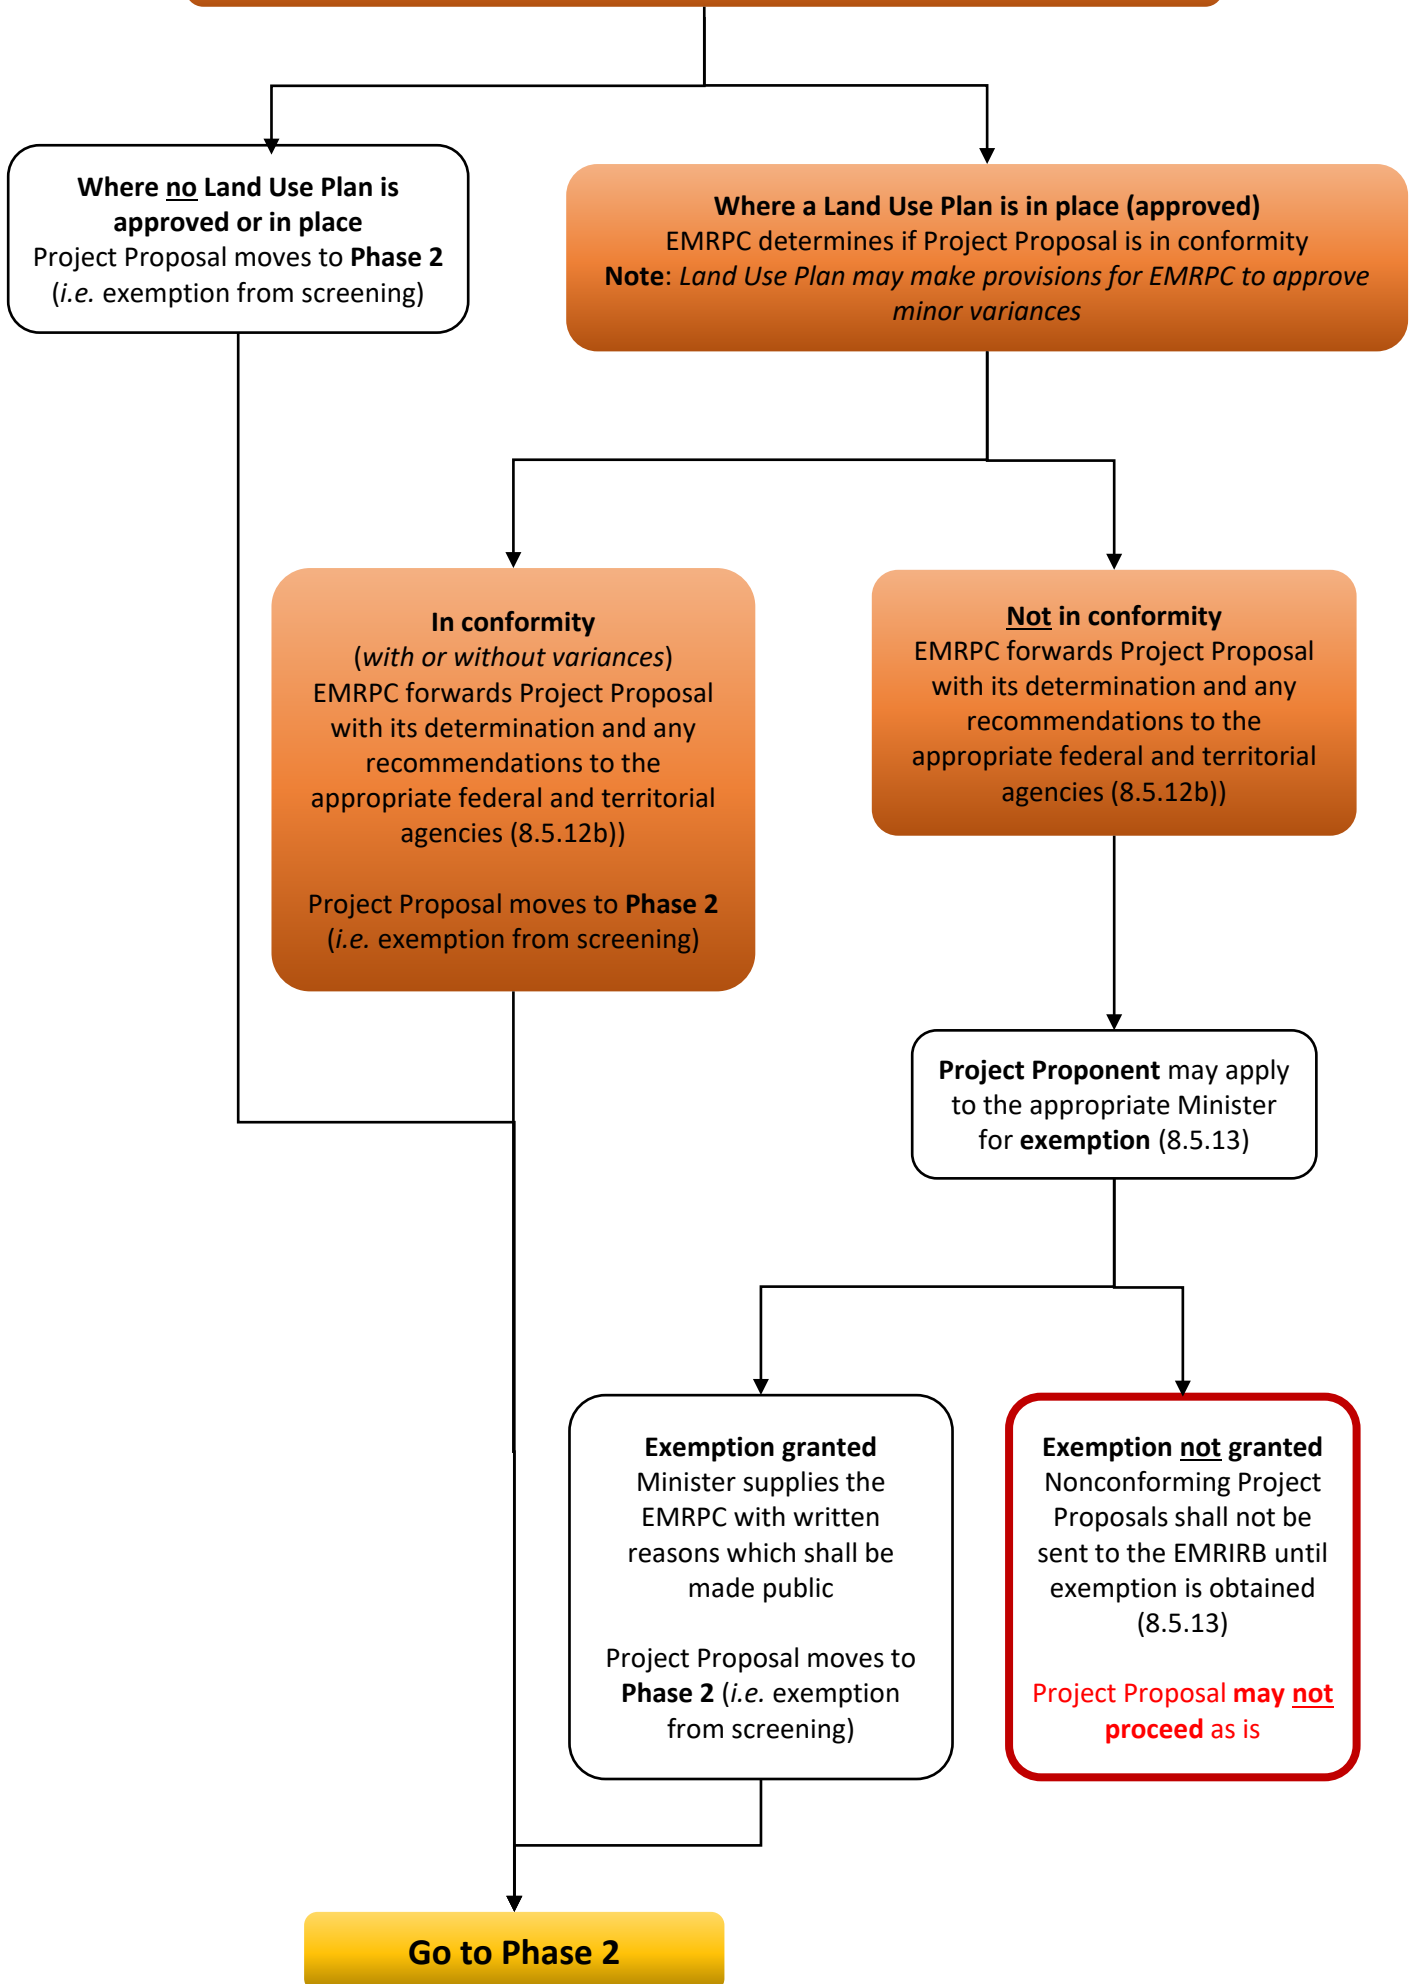 Where no Land Use Plan is
approved or in place
Project Proposal moves to Phase 2
(i.e. exemption from screening)
Where a Land Use Plan is in place (approved)
EMRPC determines if Project Proposal is in conformity
Note: Land Use Plan may make provisions for EMRPC to approve
minor variances
In conformity
(with or without variances)
EMRPC forwards Project Proposal
with its determination and any
recommendations to the
appropriate federal and territorial
agencies (8.5.12b))
Project Proposal moves to Phase 2
(i.e. exemption from screening)
Not in conformity
EMRPC forwards Project Proposal
with its determination and any
recommendations to the
appropriate federal and territorial
agencies (8.5.12b))
Project Proponent may apply
to the appropriate Minister
for exemption (8.5.13)
Exemption granted
Minister supplies the
EMRPC with written
reasons which shall be
made public
Project Proposal moves to
Phase 2 (i.e. exemption
from screening)
Exemption not granted
Nonconforming Project
Proposals shall not be
sent to the EMRIRB until
exemption is obtained
(8.5.13)
Project Proposal may not
proceed as is
Go to Phase 2